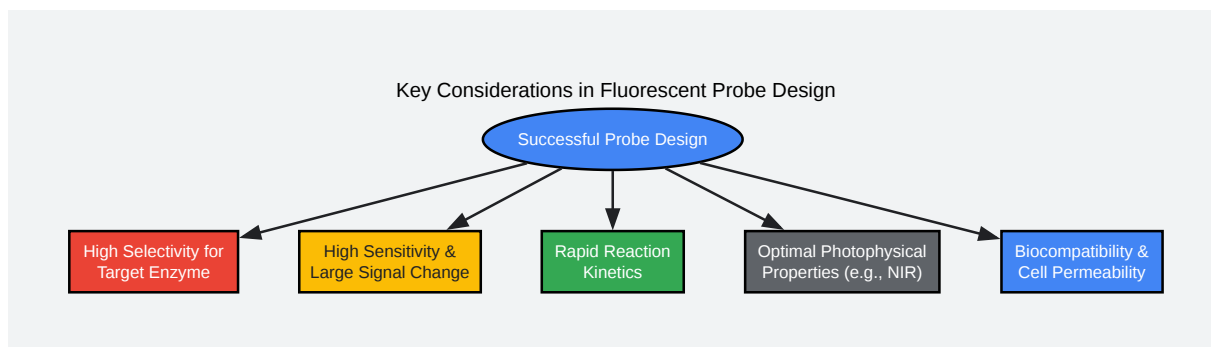 Key Considerations in Fluorescent Probe Design
Successful Probe Design
High Selectivity for
Target Enzyme
High Sensitivity &
Large Signal Change
Rapid Reaction
Kinetics
Optimal Photophysical
Properties (e.g., NIR)
Biocompatibility &
Cell Permeability